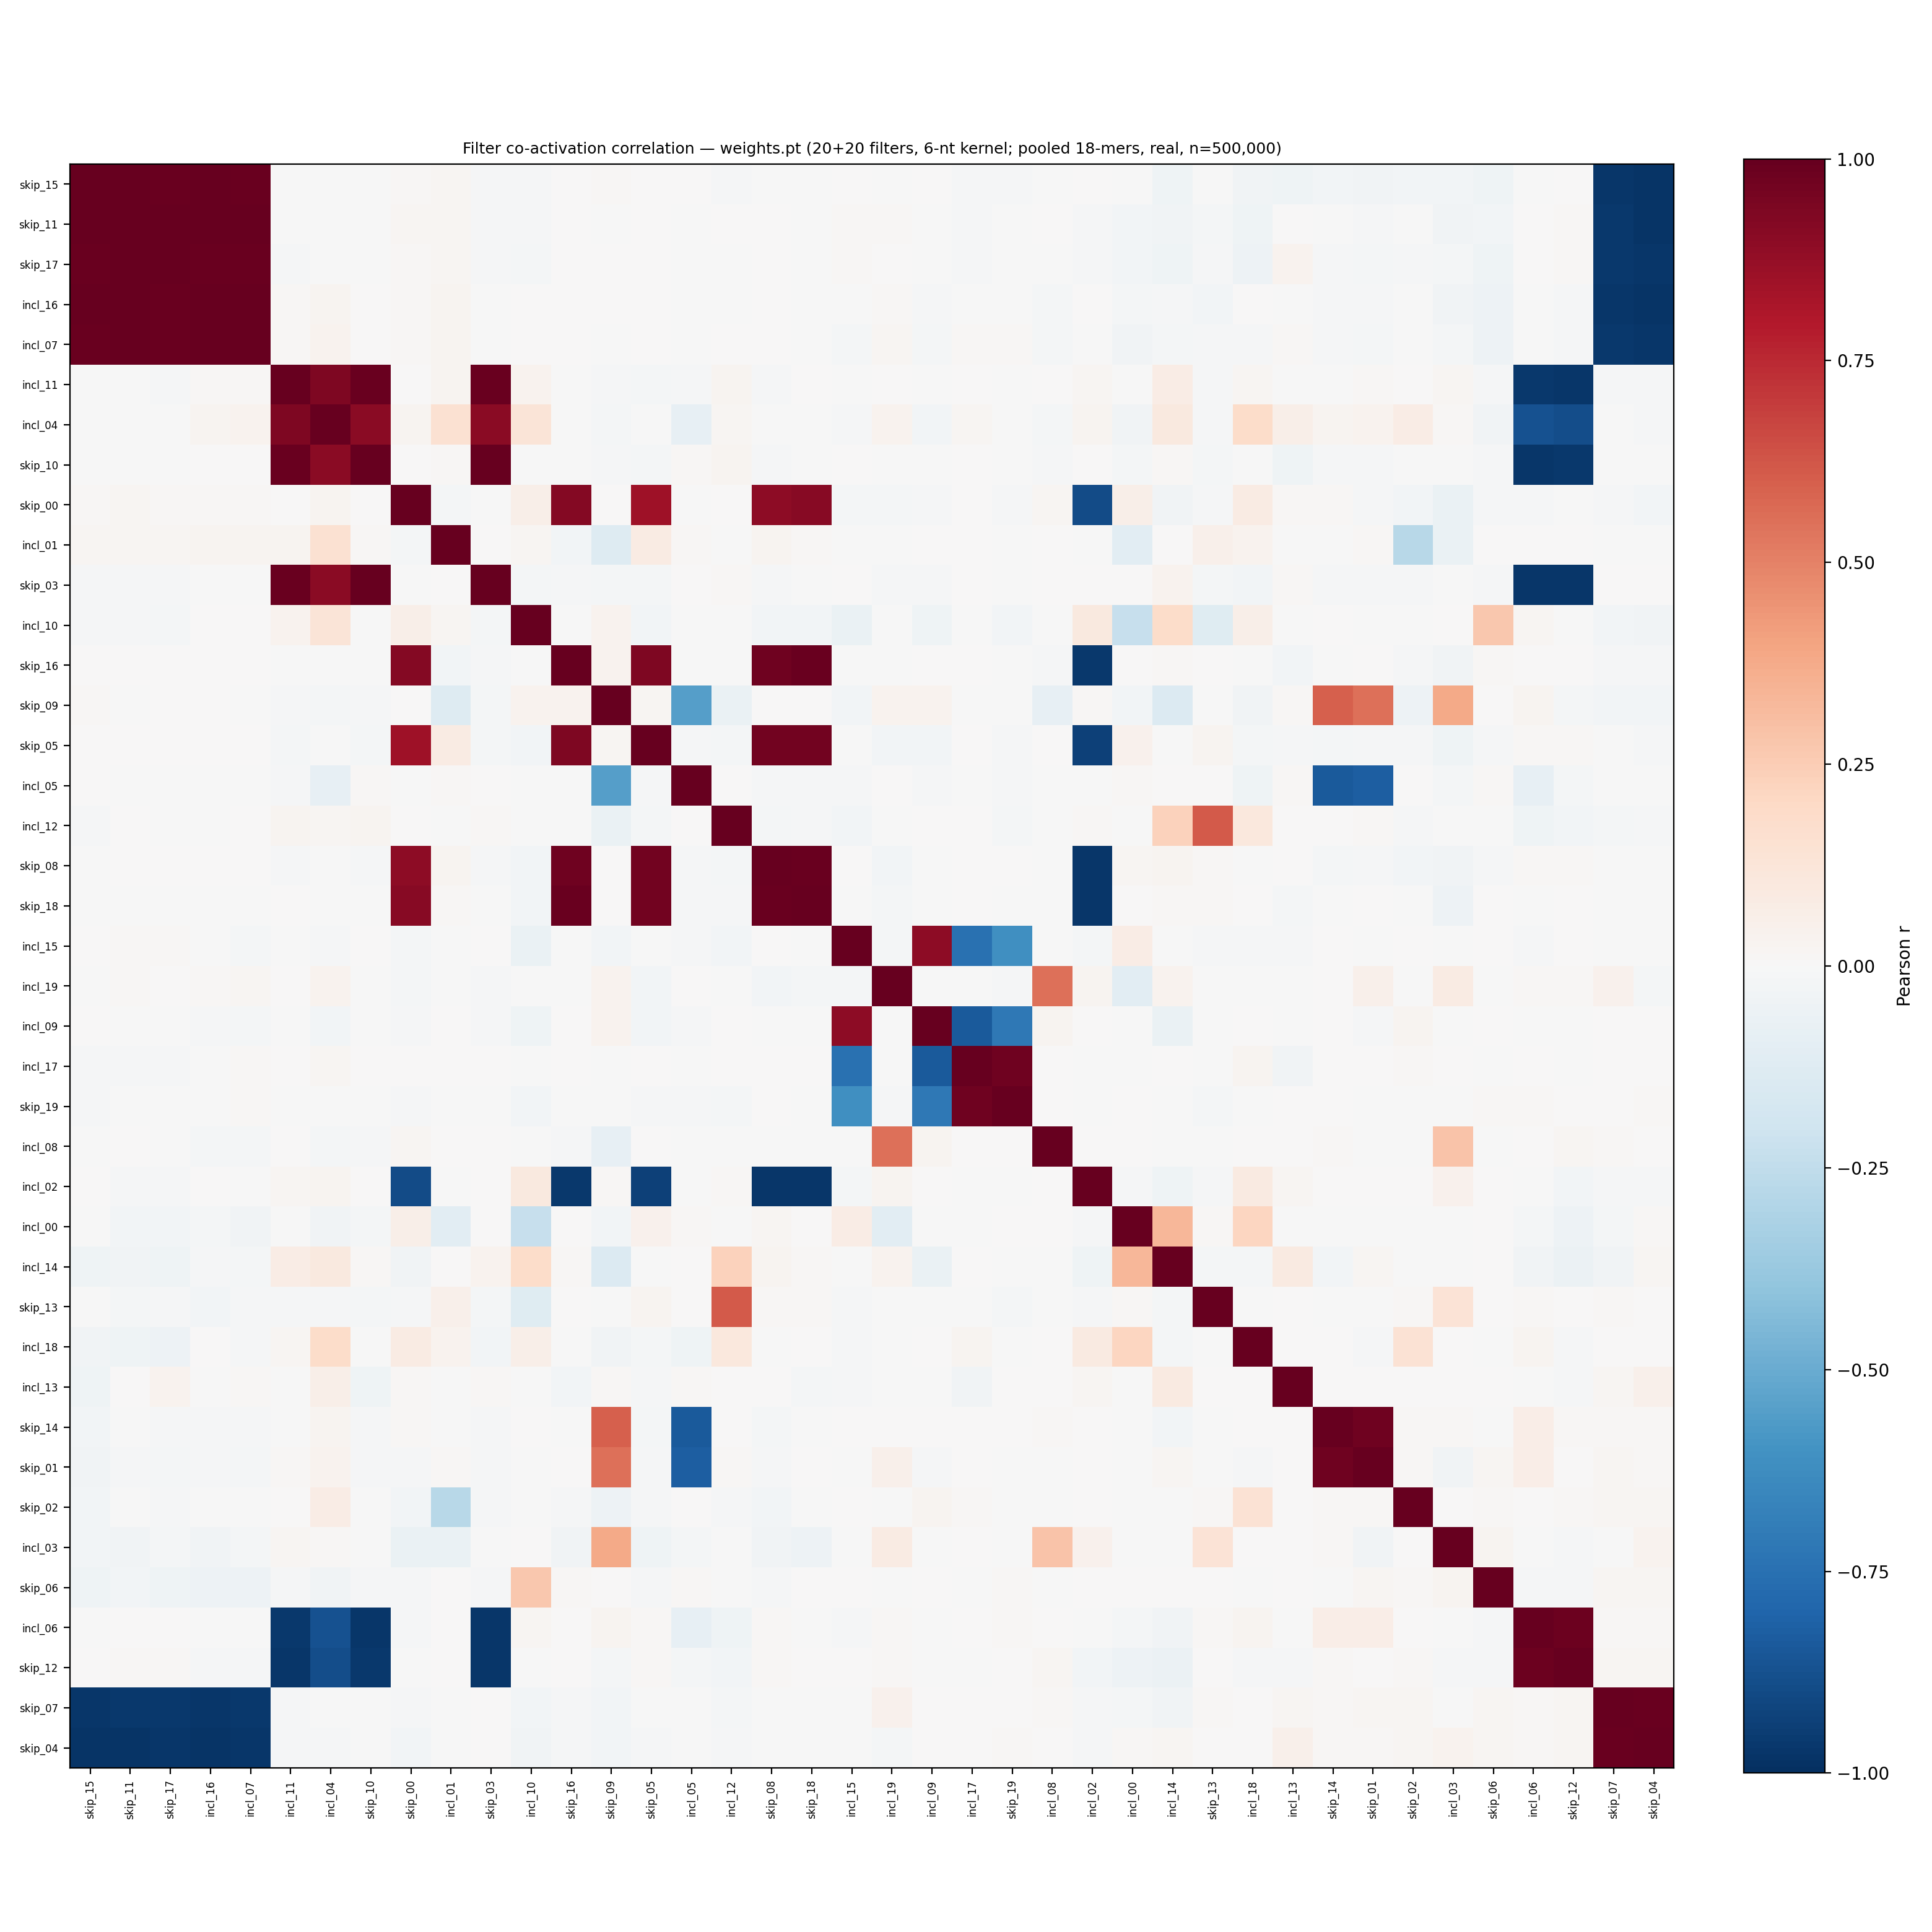 Filter co-activation correlation — weights.pt (20+20 filters, 6-nt kernel; pooled 18-mers, real, n=500,000)
skip_15
skip_11
skip_17
incl_16
incl_07
incl_11
incl_04
skip_10
skip_00
incl_01
skip_03
incl_10
skip_16
skip_09
skip_05
incl_05
incl_12
skip_08
skip_18
incl_15
incl_19
incl_09
incl_17
skip_19
incl_08
incl_02
incl_00
incl_14
skip_13
incl_18
incl_13
skip_14
skip_01
skip_02
incl_03
skip_06
incl_06
skip_12
skip_07
skip_04
skip_15
skip_11
skip_17
incl_16
incl_07
incl_11
incl_04
skip_10
skip_00
incl_01
skip_03
incl_10
skip_16
skip_09
skip_05
incl_05
incl_12
skip_08
skip_18
incl_15
incl_19
incl_09
incl_17
skip_19
incl_08
incl_02
incl_00
incl_14
skip_13
incl_18
incl_13
skip_14
skip_01
skip_02
incl_03
skip_06
incl_06
skip_12
skip_07
skip_04
1.00
0.75
0.50
0.25
0.00
−0.25
−0.50
−0.75
−1.00
Pearson r